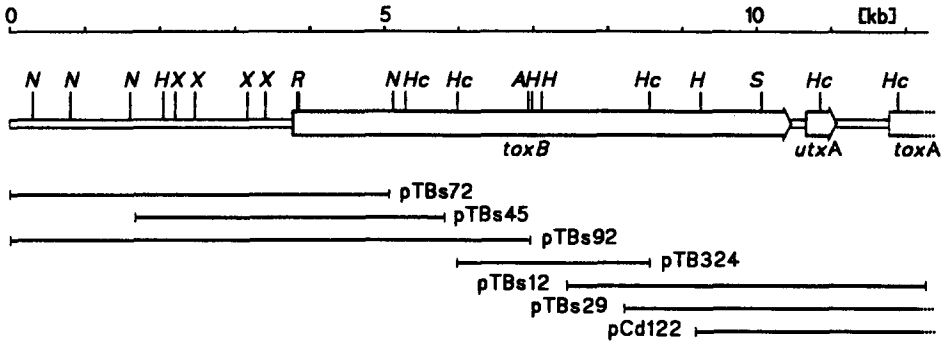 0 5 10 [kb]
N N N H X X X X R N Hc Hc A H H Hc H S Hc Hc
toxB utxA toxA
pTBs72
pTBs45
pTBs92
pTB324
pTBs12
pTBs29
pCd122